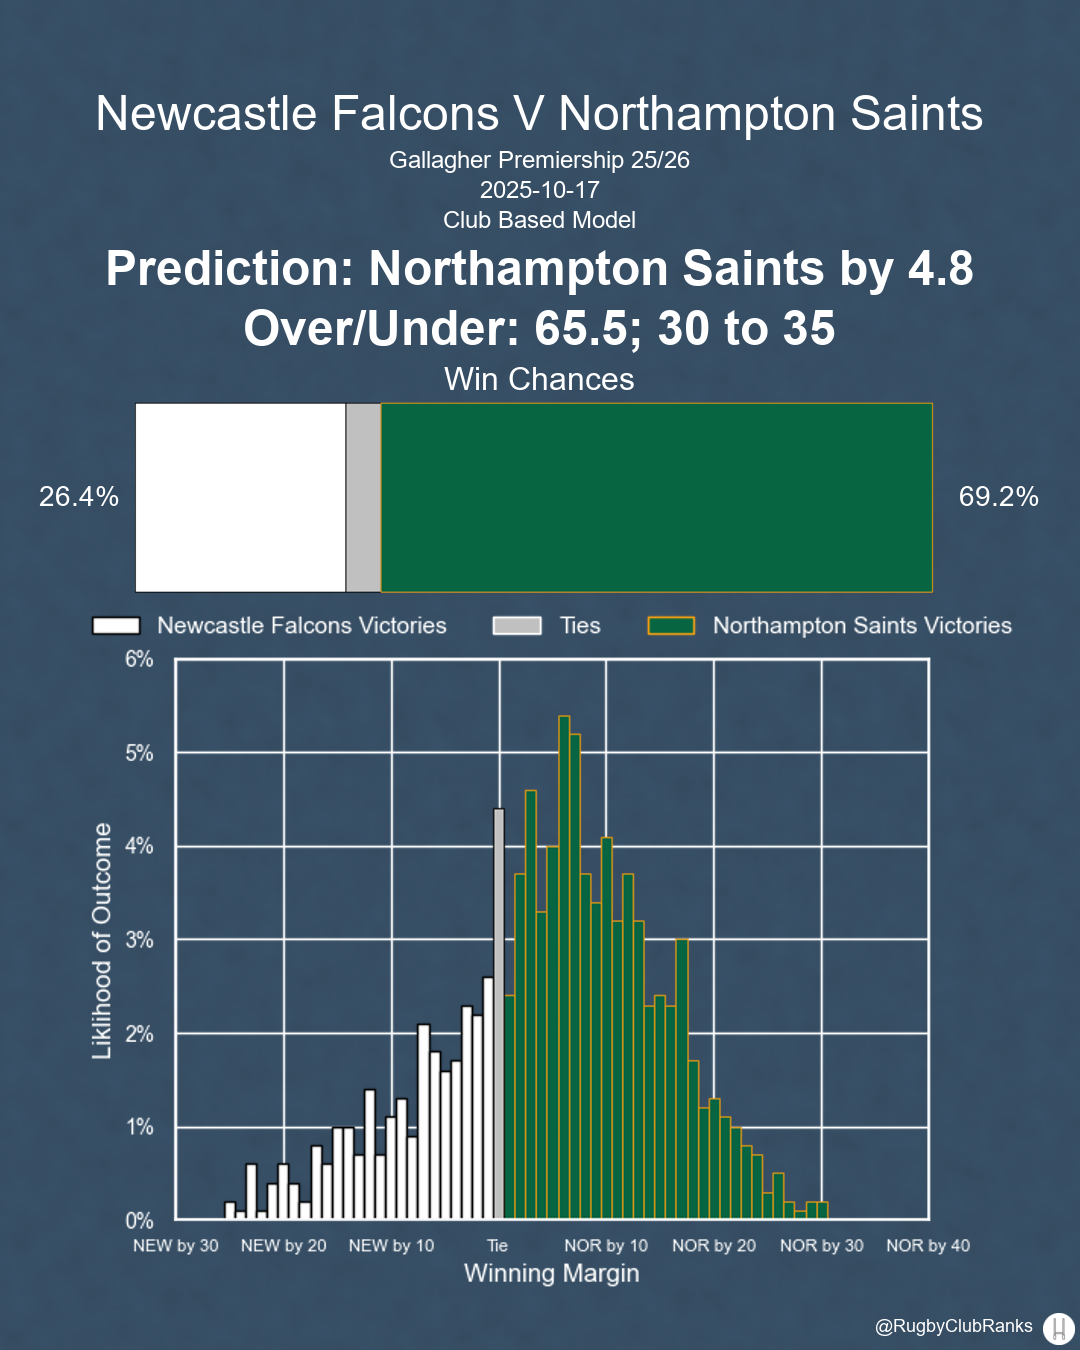 Newcastle Falcons V Northampton Saints
Gallagher Premiership 25/26
2025-10-17
Club Based Model
Prediction: Northampton Saints by 4.8
Over/Under: 65.5; 30 to 35
Win Chances
26.4%
69.2%
Newcastle Falcons Victories
Ties
Northampton Saints Victories
6%
5%
4%
3%
2%
1%
0%
Liklihood of Outcome
NEW by 30
NEW by 20
NEW by 10
Tie
NOR by 10
NOR by 20
NOR by 30
NOR by 40
Winning Margin
@RugbyClubRanks